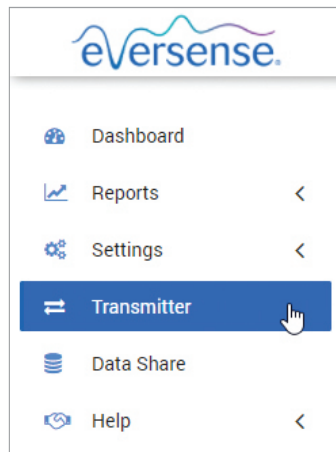 eversense.
Dashboard
Reports
Settings
Transmitter
Data Share
Help